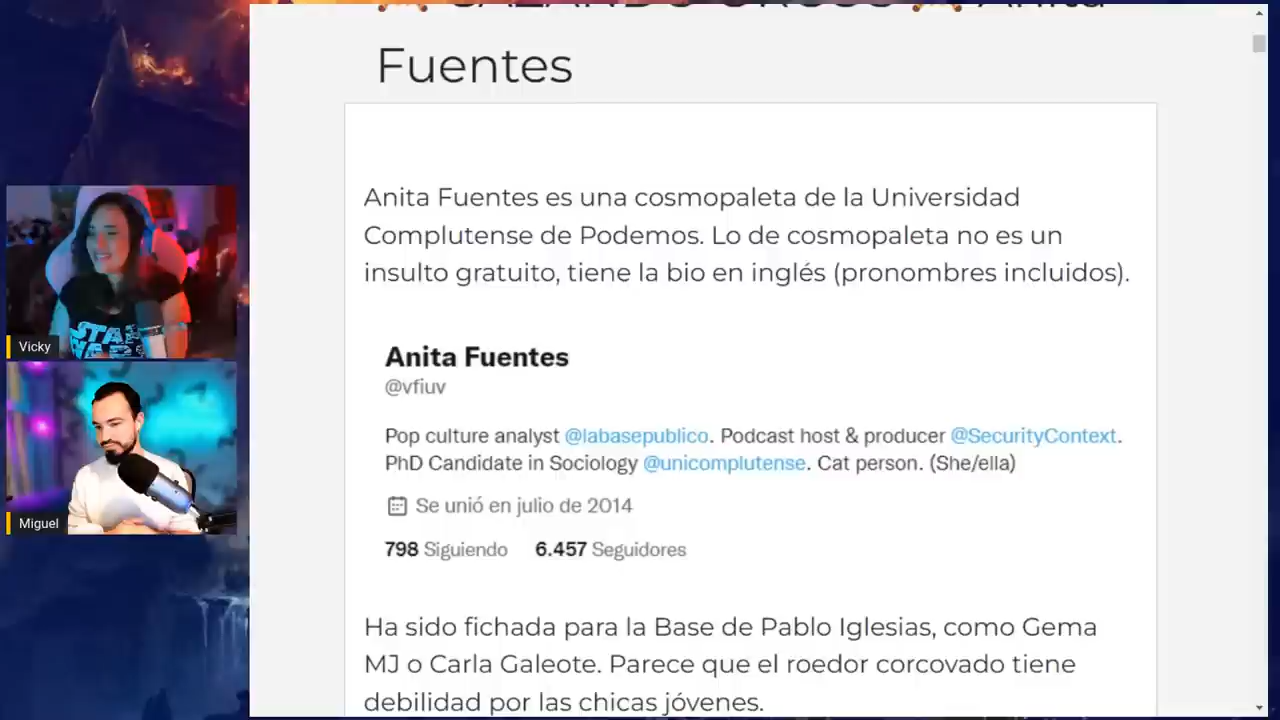 Fuentes
Anita Fuentes es una cosmopaleta de la Universidad
Complutense de Podemos. Lo de cosmopaleta no es un
insulto gratuito, tiene la bio en inglés (pronombres incluidos).
Anita Fuentes
@vfiuv
Pop culture analyst @labasepublico. Podcast host & producer @SecurityContext.
PhD Candidate in Sociology @unicomplutense. Cat person. (She/ella)
Se unió en julio de 2014
798 Siguiendo 6.457 Seguidores
Ha sido fichada para la Base de Pablo Iglesias, como Gema
MJ o Carla Galeote. Parece que el roedor corcovado tiene
debilidad por las chicas jóvenes.
Vicky
STAR
Miguel